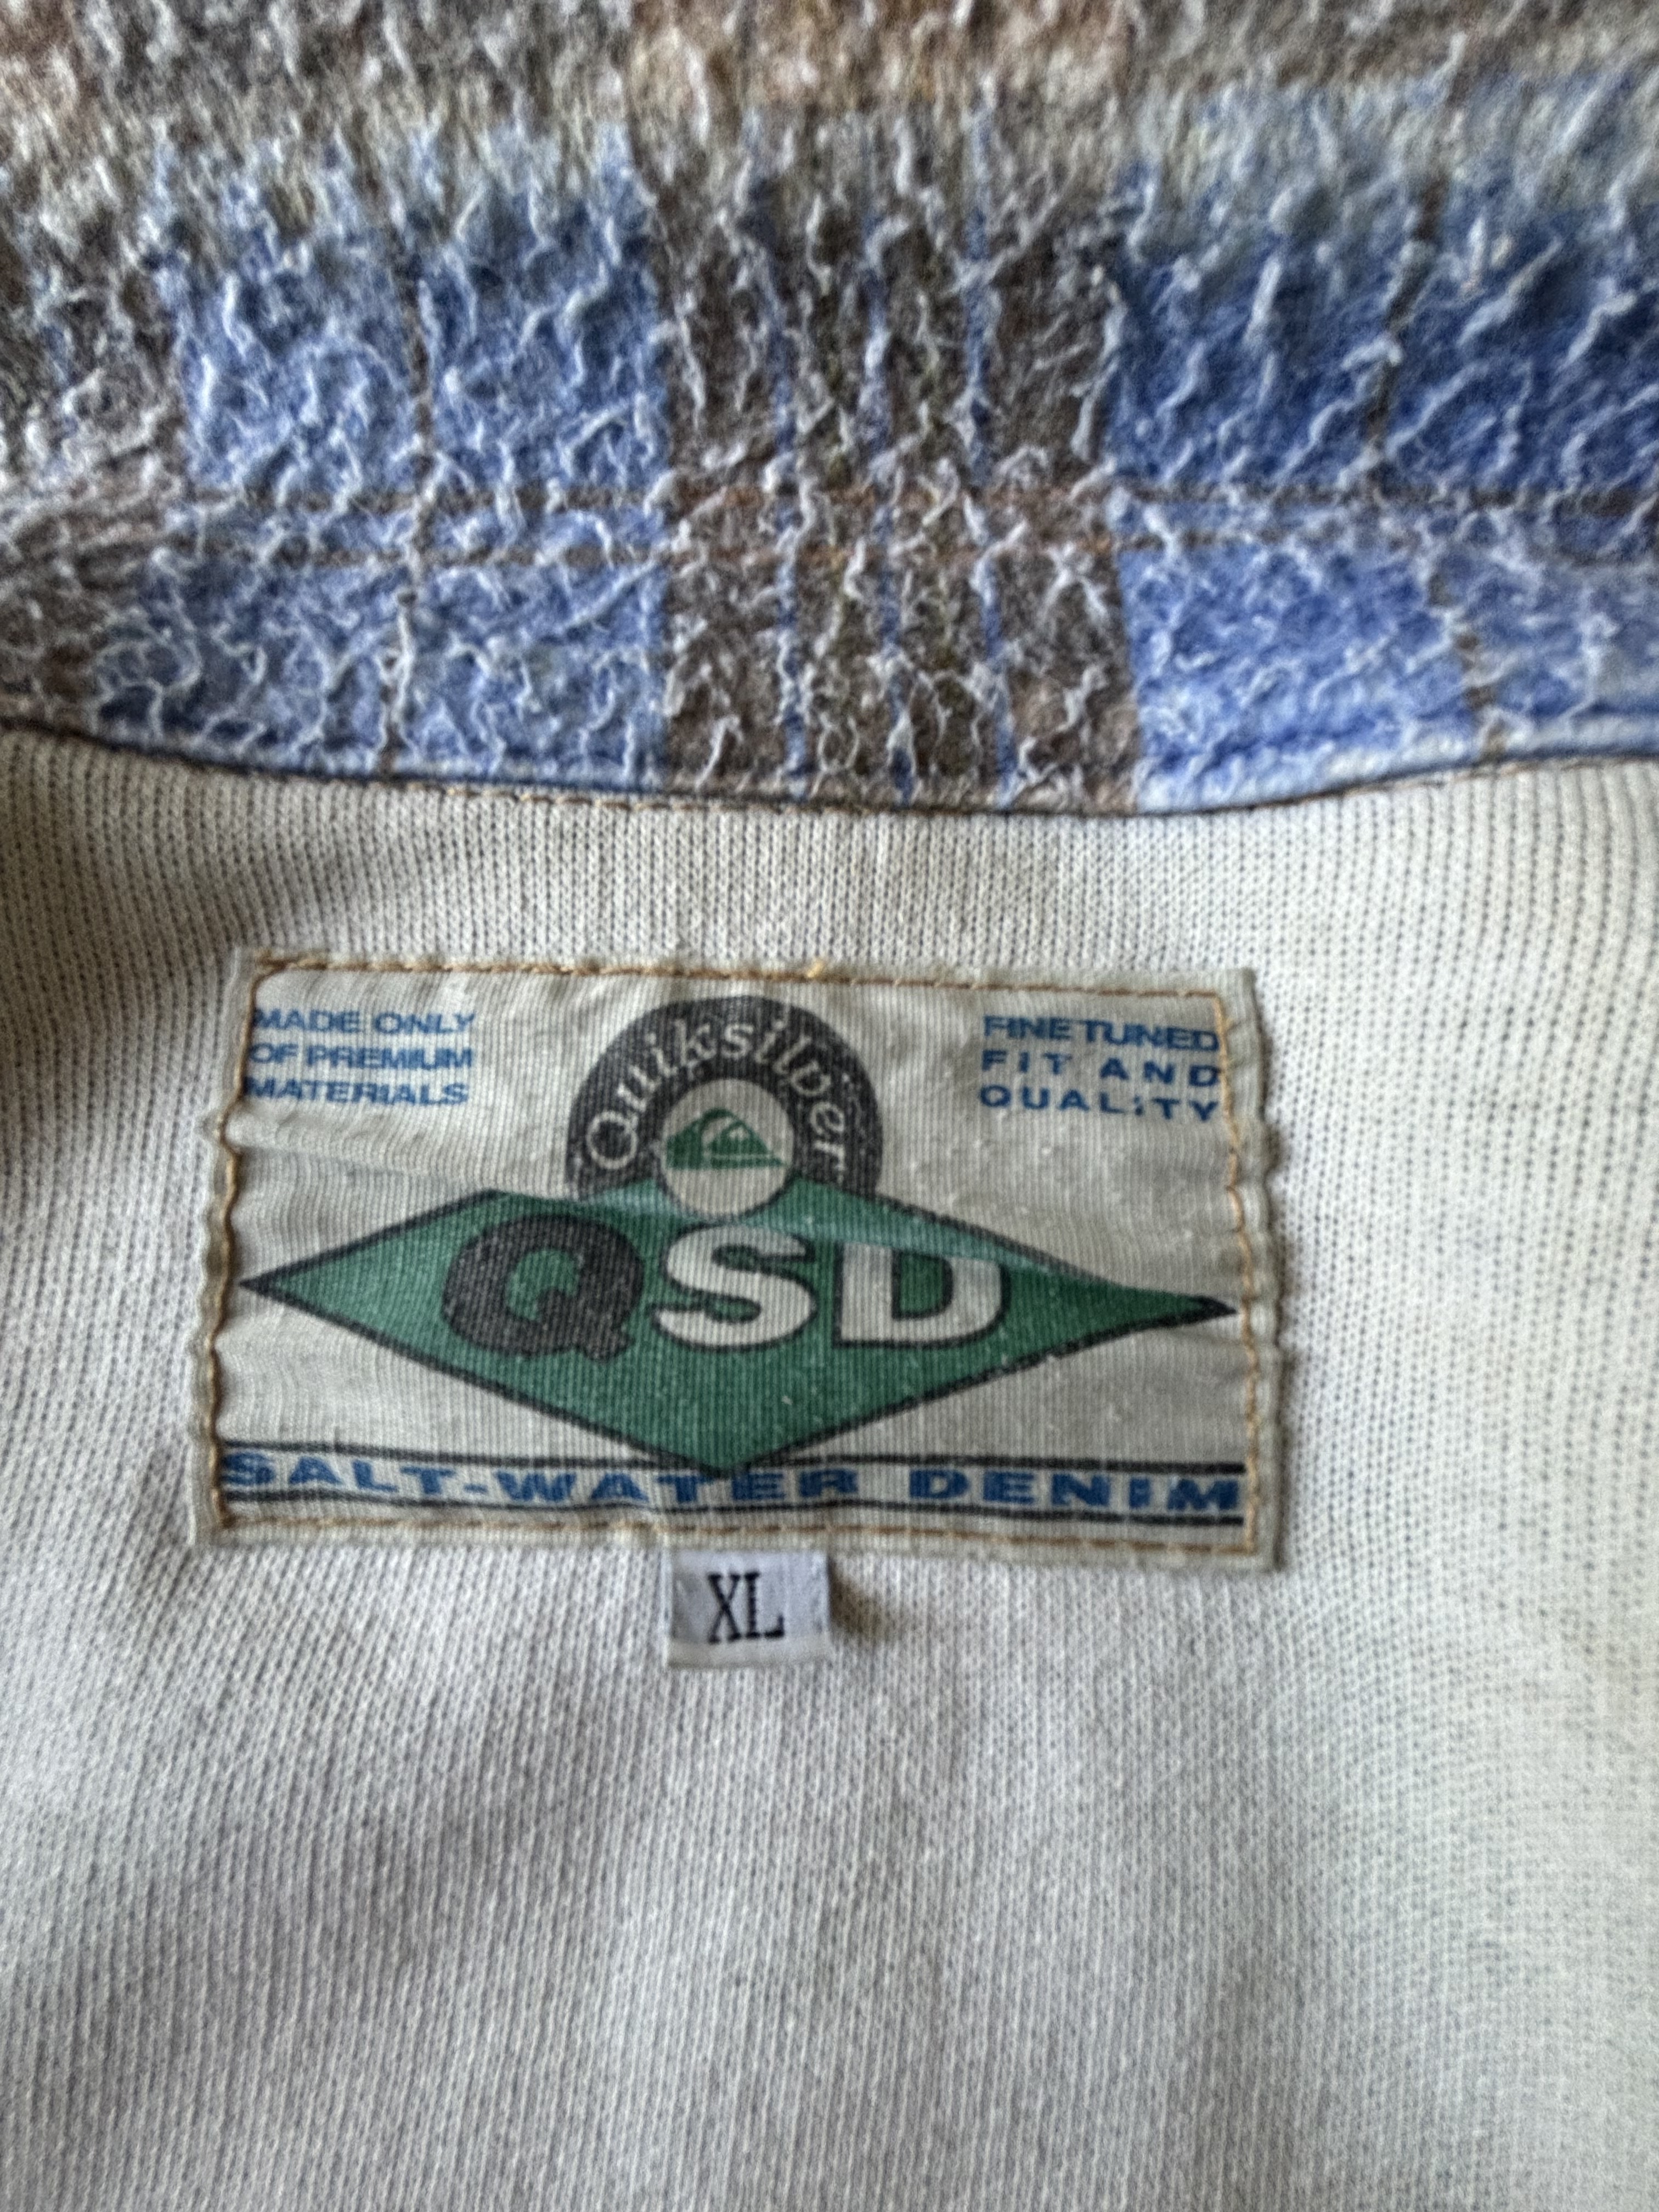 MADE ONLY
OF PREMIUM
MATERIALS
Quiksilver
FINE TUNED
FIT AND
QUALITY
QSD
SALT-WATER DENIM
XL